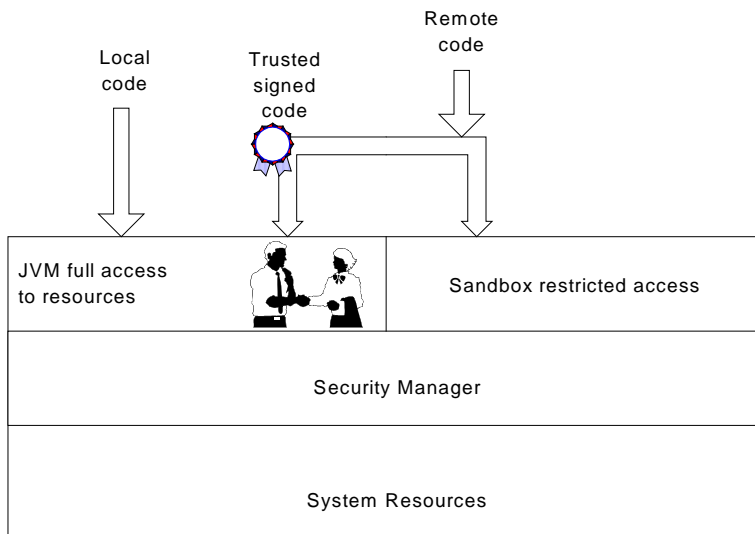 Remote
code
Local
code
Trusted
signed
code
JVM full access
to resources
Sandbox restricted access
Security Manager
System Resources